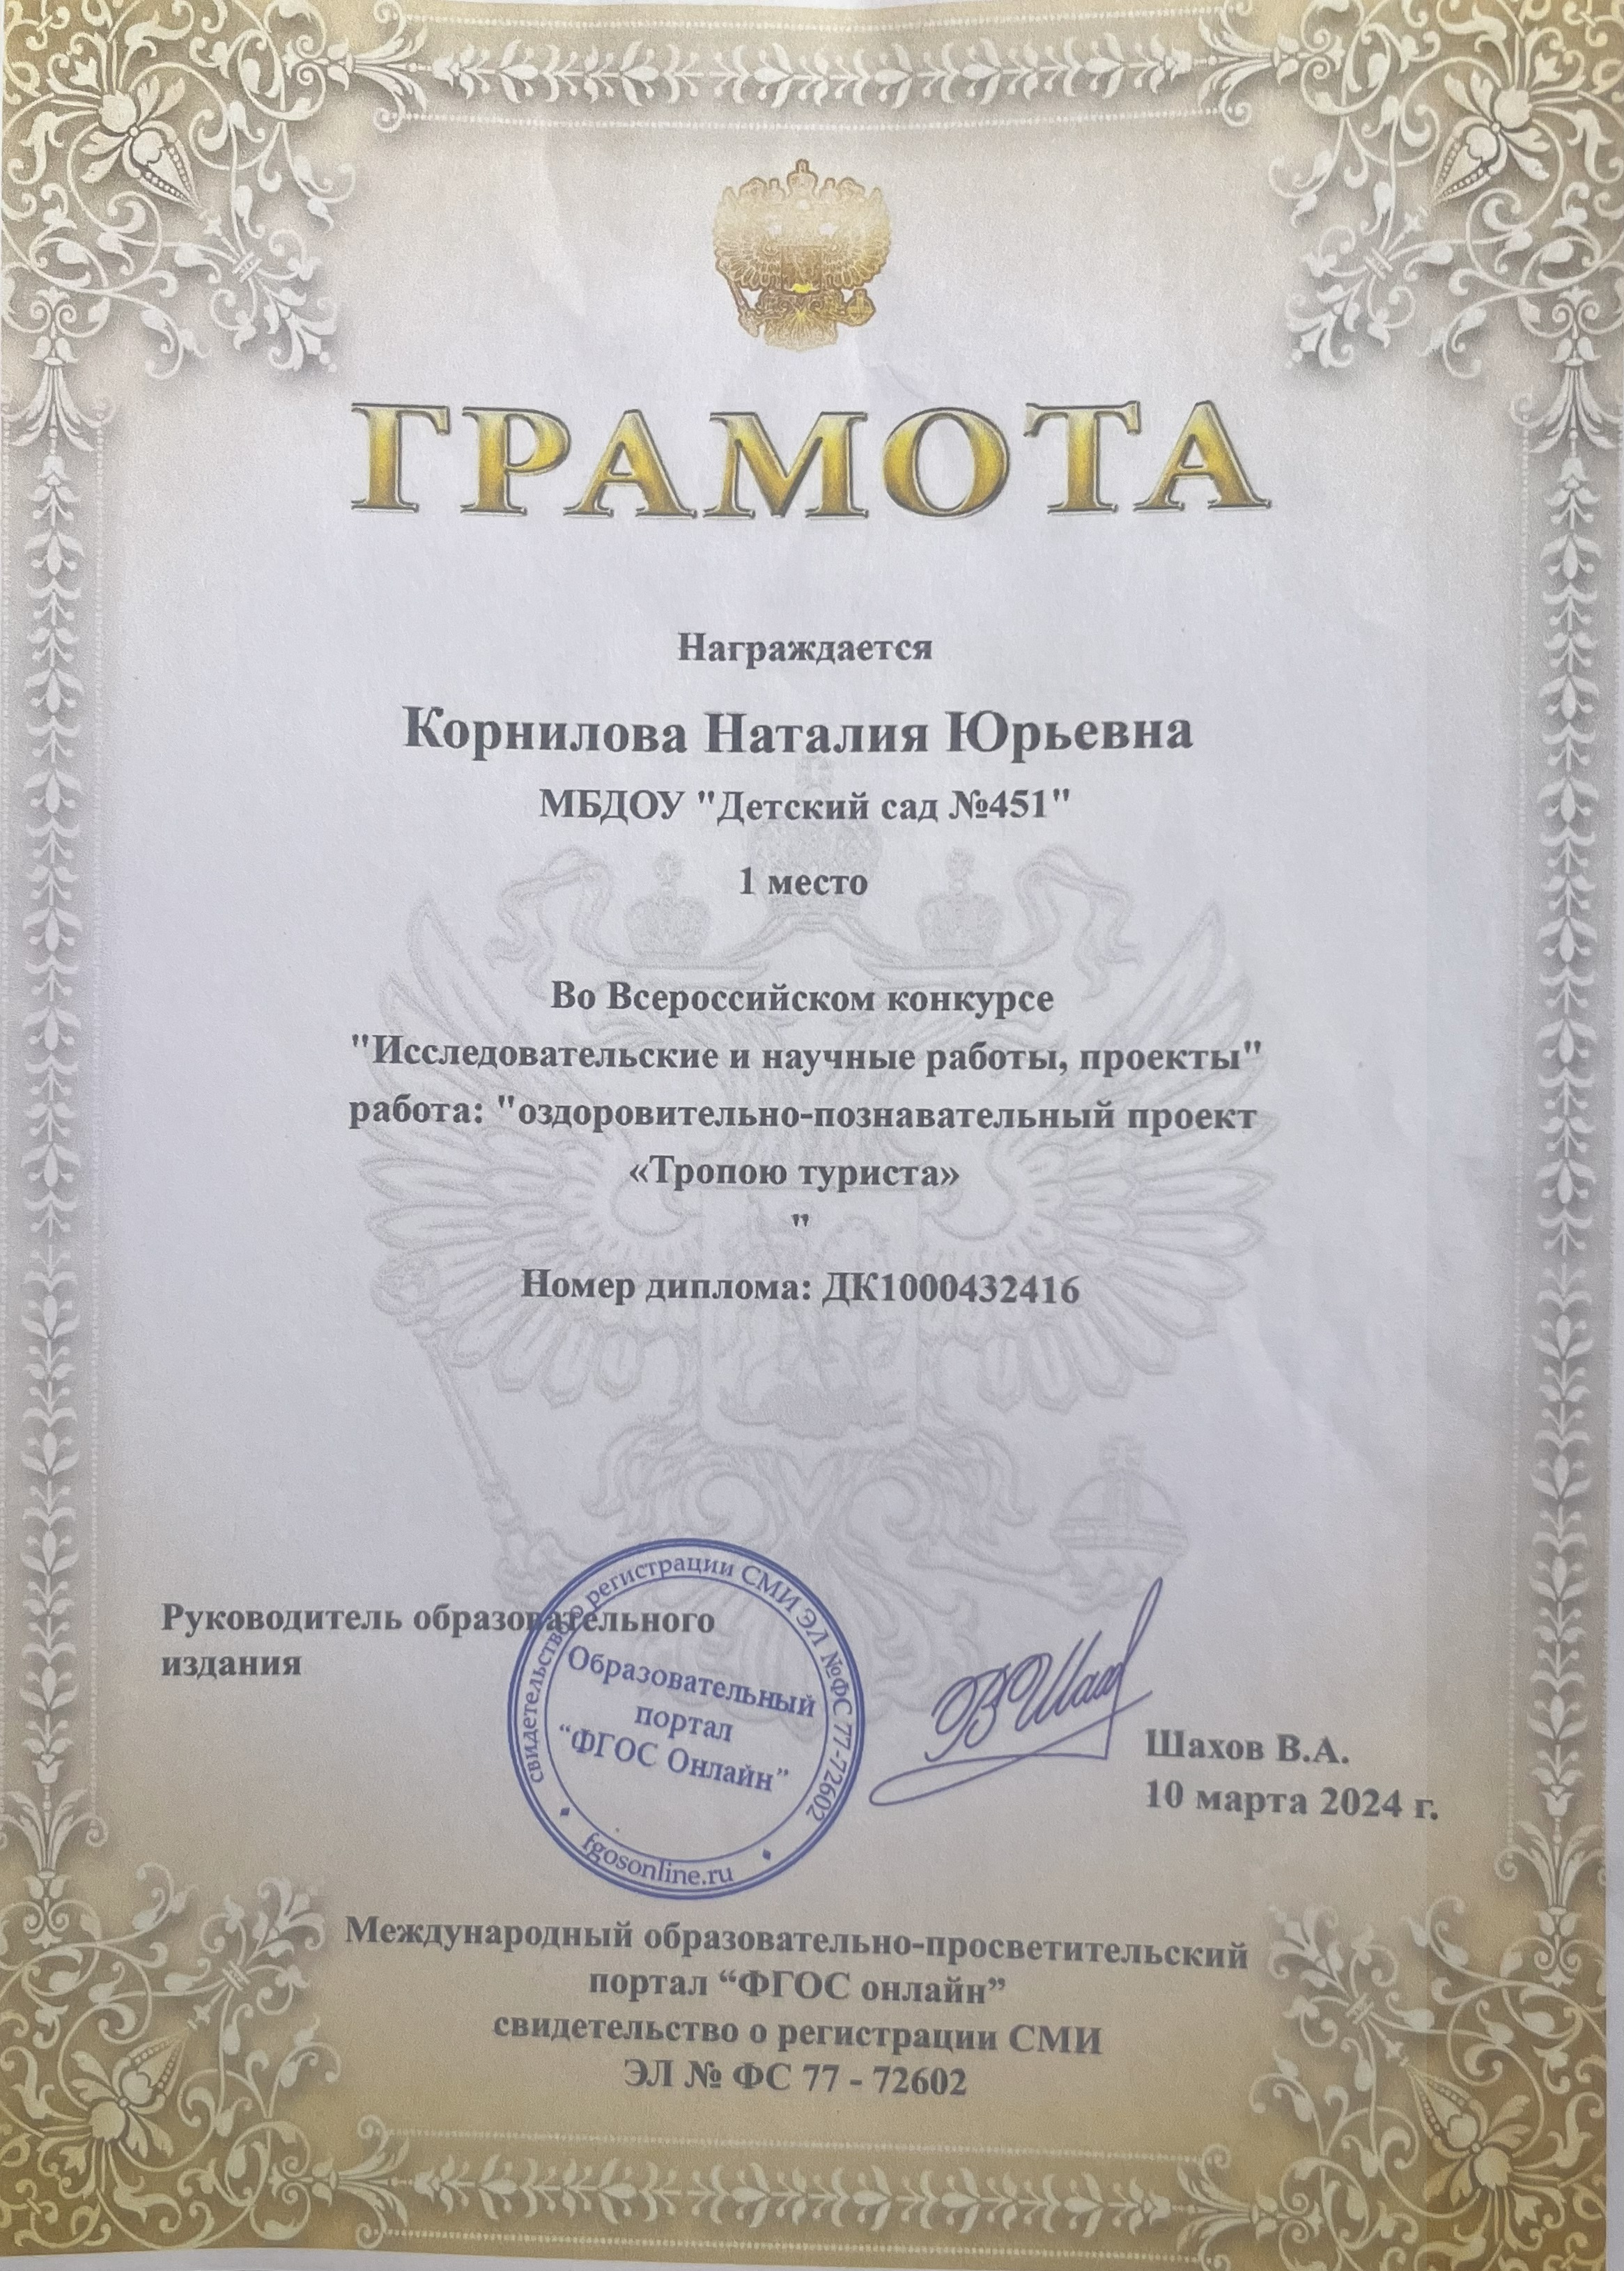 ГРАМОТА
Награждается
Корнилова Наталия Юрьевна
МБДОУ "Детский сад №451"
1 место
Во Всероссийском конкурсе
"Исследовательские и научные работы, проекты"
работа: "оздоровительно-познавательный проект
«Тропою туриста»
"
Номер диплома: ДК1000432416
Руководитель образовательного
издания
свидетельство о регистрации СМИ ЭЛ №ФС 77-72602
Образовательный
портал
“ФГОС Онлайн”
fgosonline.ru
ВШах
Шахов В.А.
10 марта 2024 г.
Международный образовательно-просветительский
портал “ФГОС онлайн”
свидетельство о регистрации СМИ
ЭЛ № ФС 77 - 72602